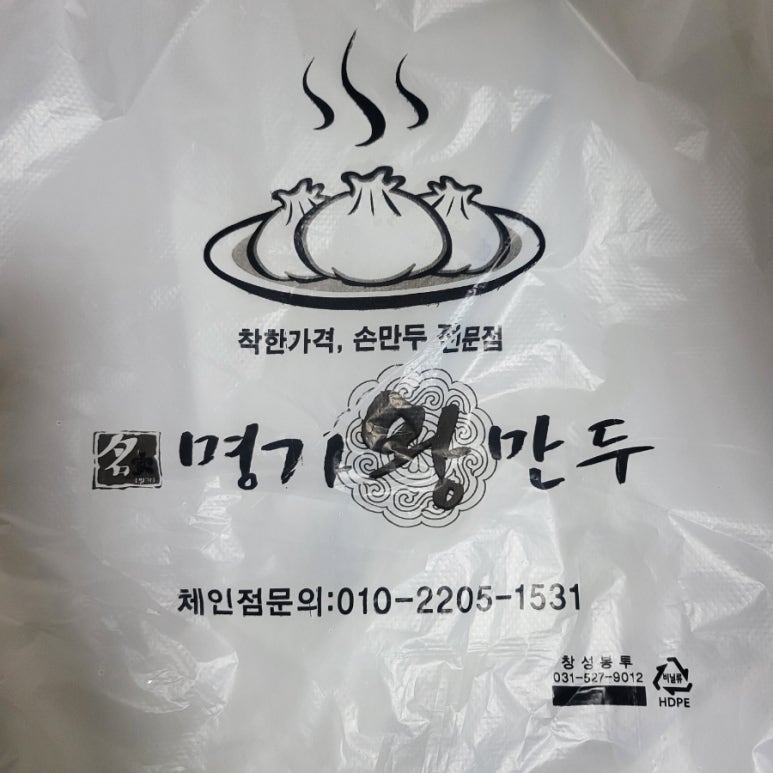 착한가격, 손만두 전문점
名 명가왕만두
체인점문의:010-2205-1531
창성봉투
031-527-9012
비닐류
HDPE